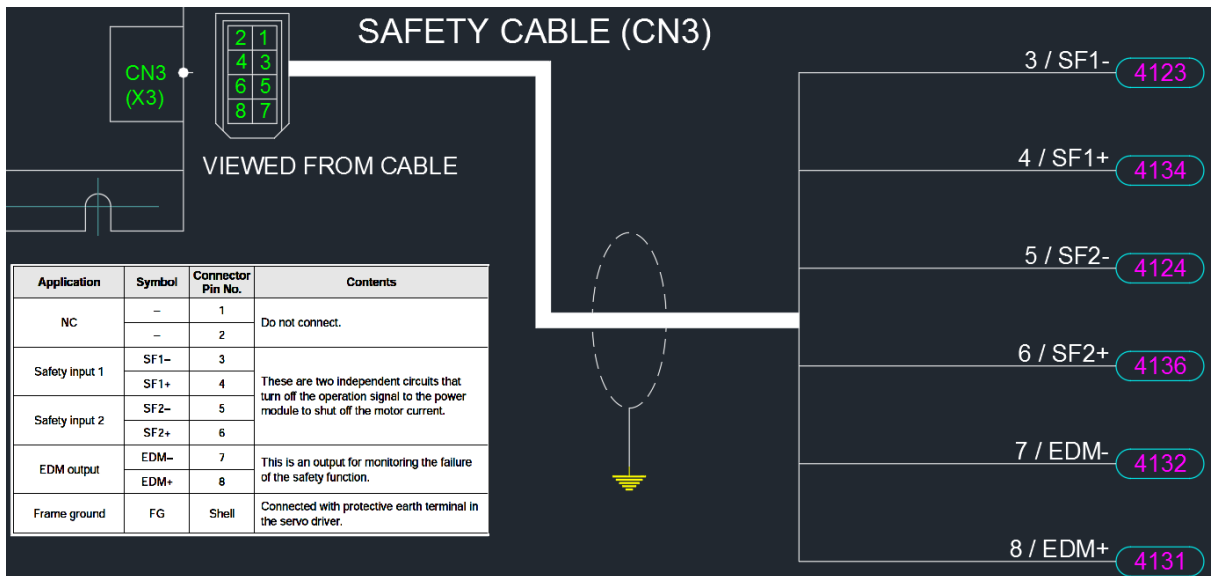 SAFETY CABLE (CN3)
CN3
(X3)
2 1
4 3
6 5
8 7
VIEWED FROM CABLE
3 / SF1- 4123
4 / SF1+ 4134
5 / SF2- 4124
6 / SF2+ 4136
7 / EDM- 4132
8 / EDM+ 4131
Application Symbol Connector Pin No. Contents
NC – 1 Do not connect.
– 2
Safety input 1 SF1– 3 These are two independent circuits that
SF1+ 4 turn off the operation signal to the power
Safety input 2 SF2– 5 module to shut off the motor current.
SF2+ 6
EDM output EDM– 7 This is an output for monitoring the failure
EDM+ 8 of the safety function.
Frame ground FG Shell Connected with protective earth terminal in
the servo driver.